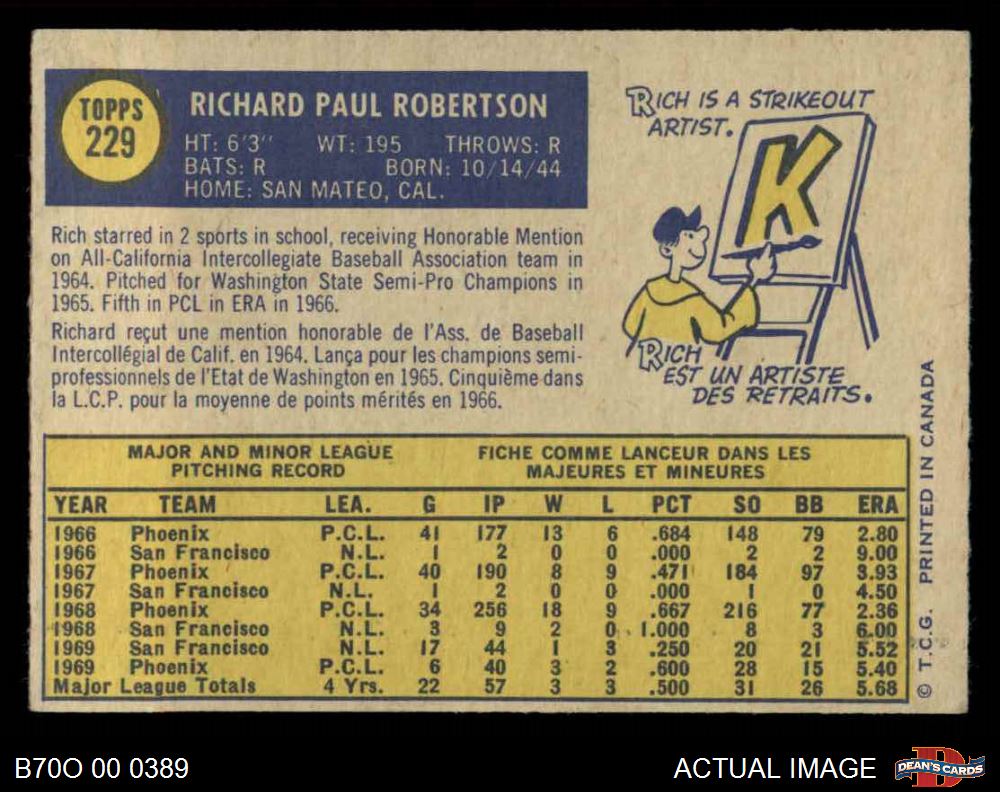 TOPPS
229
RICHARD PAUL ROBERTSON
HT: 6'3" WT: 195 THROWS: R
BATS: R BORN: 10/14/44
HOME: SAN MATEO, CAL.
Rich starred in 2 sports in school, receiving Honorable Mention
on All-California Intercollegiate Baseball Association team in
1964. Pitched for Washington State Semi-Pro Champions in
1965. Fifth in PCL in ERA in 1966.
Richard reçut une mention honorable de l'Ass. de Baseball
Intercollégial de Calif. en 1964. Lança pour les champions semi-
professionnels de l'Etat de Washington en 1965. Cinquième dans
la L.C.P. pour la moyenne de points mérités en 1966.
RICH IS A STRIKEOUT
ARTIST.
K
RICH
EST UN ARTISTE
DES RETRAITS.
MAJOR AND MINOR LEAGUE
PITCHING RECORD
FICHE COMME LANCEUR DANS LES
MAJEURES ET MINEURES
YEAR TEAM LEA. G IP W L PCT SO BB ERA
1966 Phoenix P.C.L. 41 177 13 6 .684 148 79 2.80
1966 San Francisco N.L. 1 2 0 0 .000 2 2 9.00
1967 Phoenix P.C.L. 40 190 8 9 .471 184 97 3.93
1967 San Francisco N.L. 1 2 0 0 .000 1 0 4.50
1968 Phoenix P.C.L. 34 256 18 9 .667 216 77 2.36
1968 San Francisco N.L. 3 9 2 0 1.000 8 3 6.00
1969 San Francisco N.L. 17 44 1 3 .250 20 21 5.52
1969 Phoenix P.C.L. 6 40 3 2 .600 28 15 5.40
Major League Totals 4 Yrs. 22 57 3 3 .500 31 26 5.68
© T.C.G. PRINTED IN CANADA
B70O 00 0389
ACTUAL IMAGE
D
DEAN'S CARDS